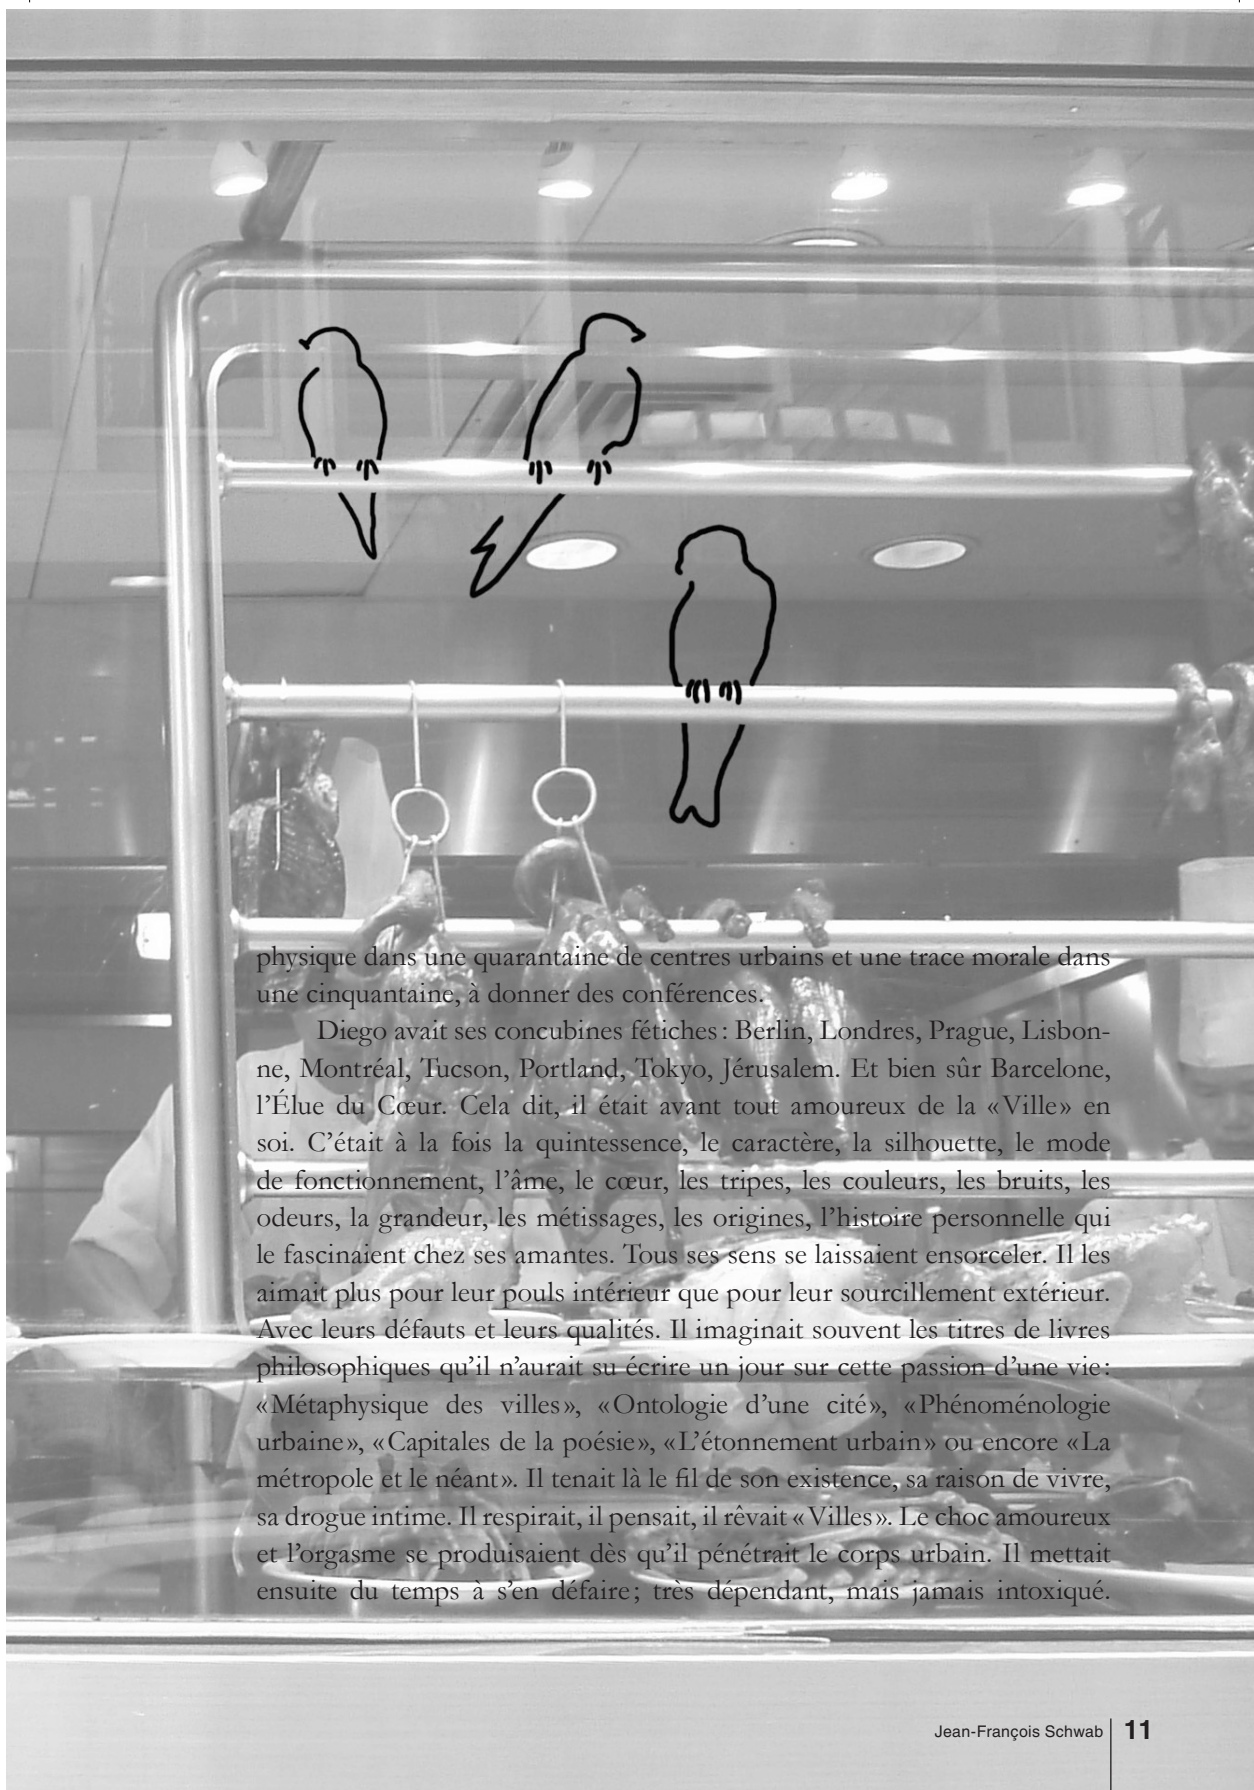 physique dans une quarantaine de centres urbains et une trace morale dans
une cinquantaine, à donner des conférences.
Diego avait ses concubines fétiches : Berlin, Londres, Prague, Lisbon-
ne, Montréal, Tucson, Portland, Tokyo, Jérusalem. Et bien sûr Barcelone,
l’Élue du Cœur. Cela dit, il était avant tout amoureux de la «Ville» en
soi. C’était à la fois la quintessence, le caractère, la silhouette, le mode
de fonctionnement, l’âme, le cœur, les tripes, les couleurs, les bruits, les
odeurs, la grandeur, les métissages, les origines, l’histoire personnelle qui
le fascinaient chez ses amantes. Tous ses sens se laissaient ensorceler. Il les
aimait plus pour leur pouls intérieur que pour leur sourcillement extérieur.
Avec leurs défauts et leurs qualités. Il imaginait souvent les titres de livres
philosophiques qu’il n’aurait su écrire un jour sur cette passion d’une vie:
«Métaphysique des villes», «Ontologie d’une cité», «Phénoménologie
urbaine», «Capitales de la poésie», «L’étonnement urbain» ou encore «La
métropole et le néant». Il tenait là le fil de son existence, sa raison de vivre,
sa drogue intime. Il respirait, il pensait, il rêvait «Villes». Le choc amoureux
et l’orgasme se produisaient dès qu’il pénétrait le corps urbain. Il mettait
ensuite du temps à s’en défaire; très dépendant, mais jamais intoxiqué.
Jean-François Schwab 11